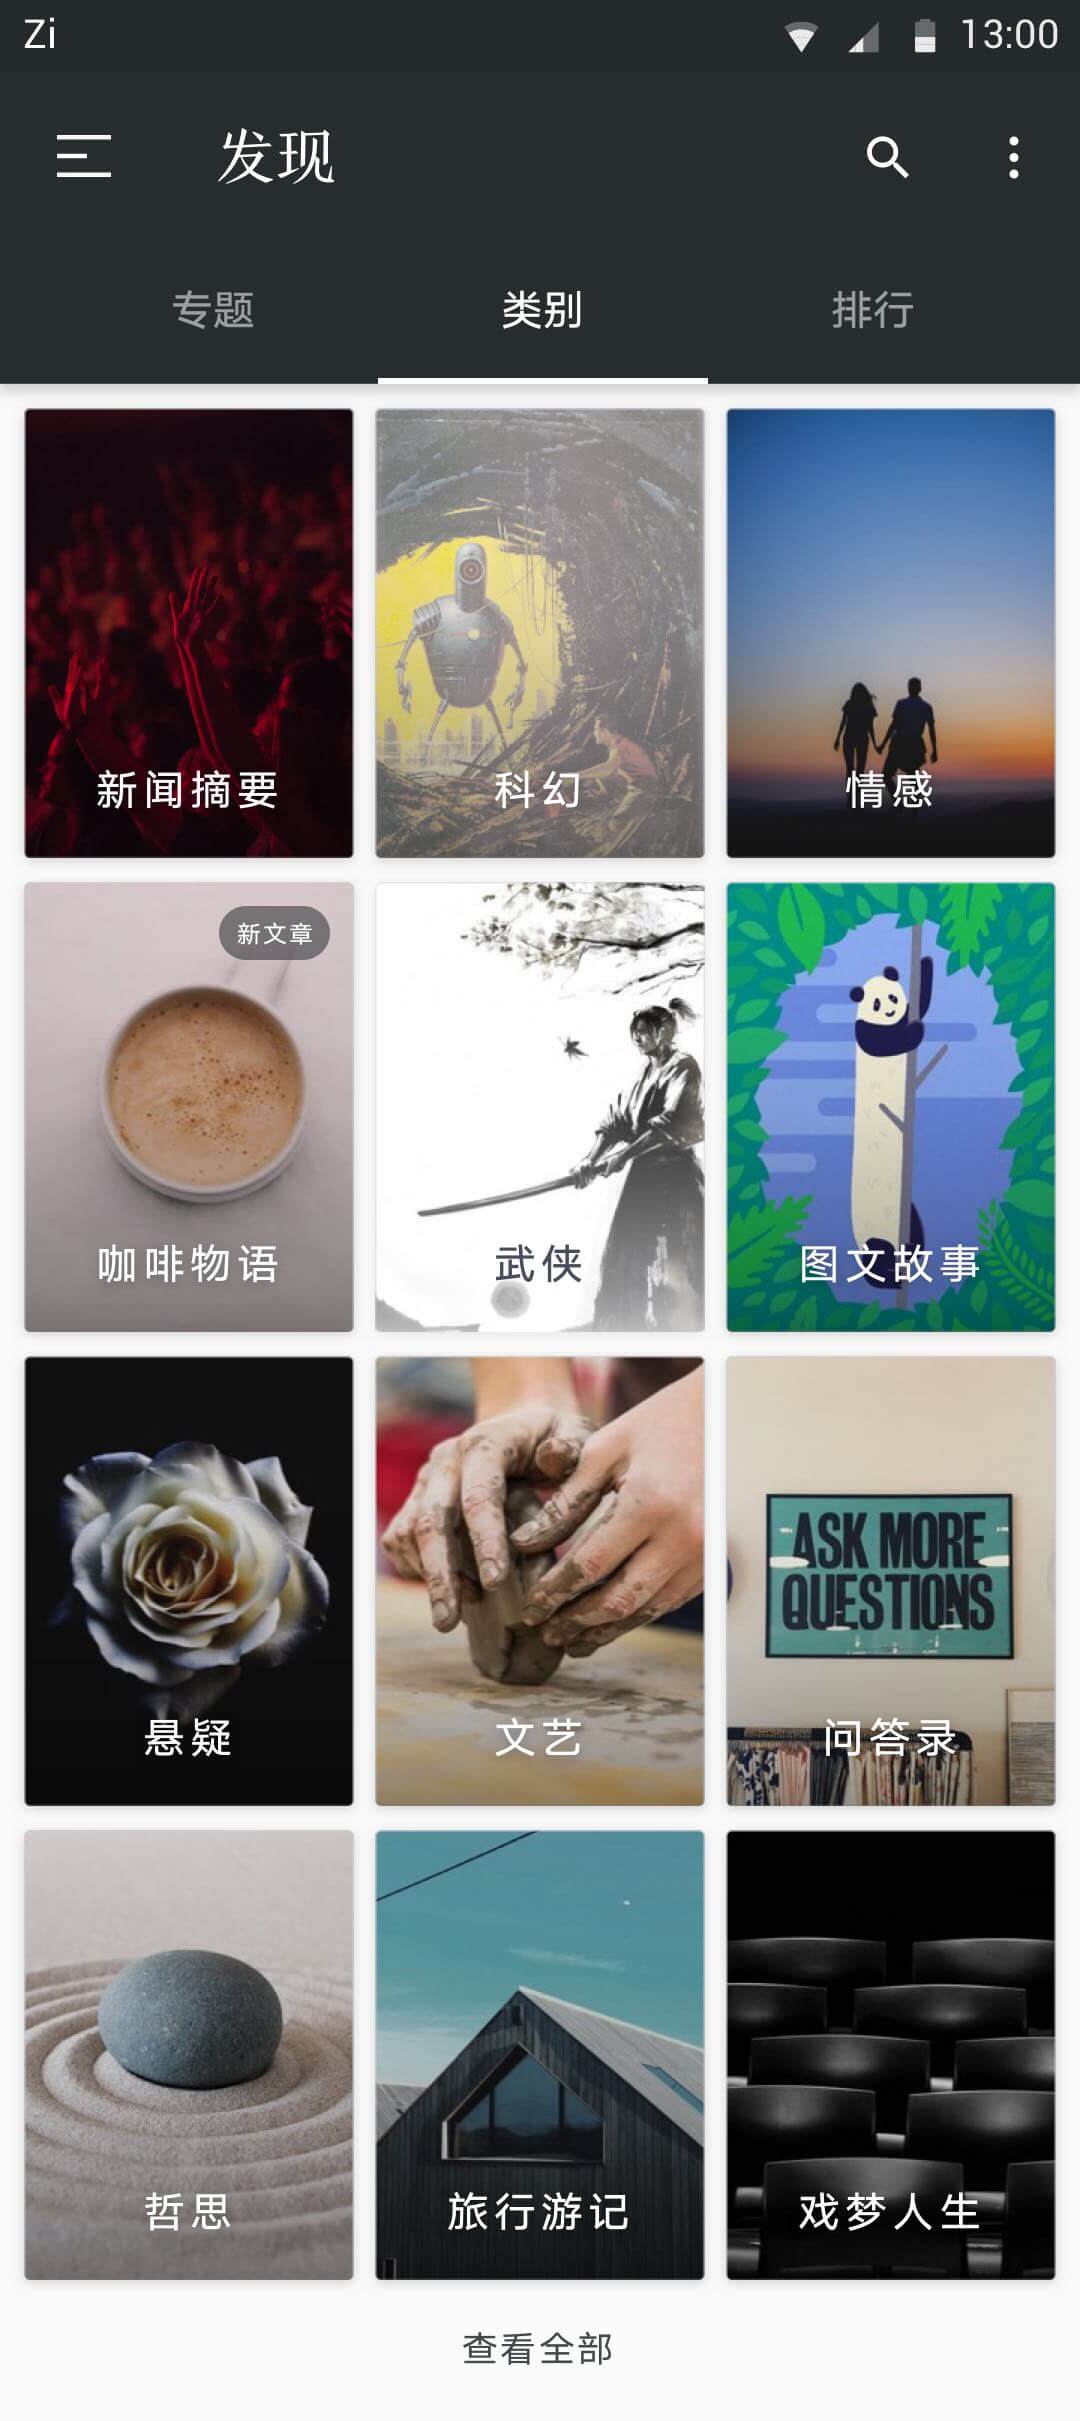 Zi 13:00
发现
专题 类别 排行
新闻摘要 科幻 情感
新文章
咖啡物语 武侠 图文故事
ASK MORE
QUESTIONS
悬疑 文艺 问答录
哲思 旅行游记 戏梦人生
查看全部